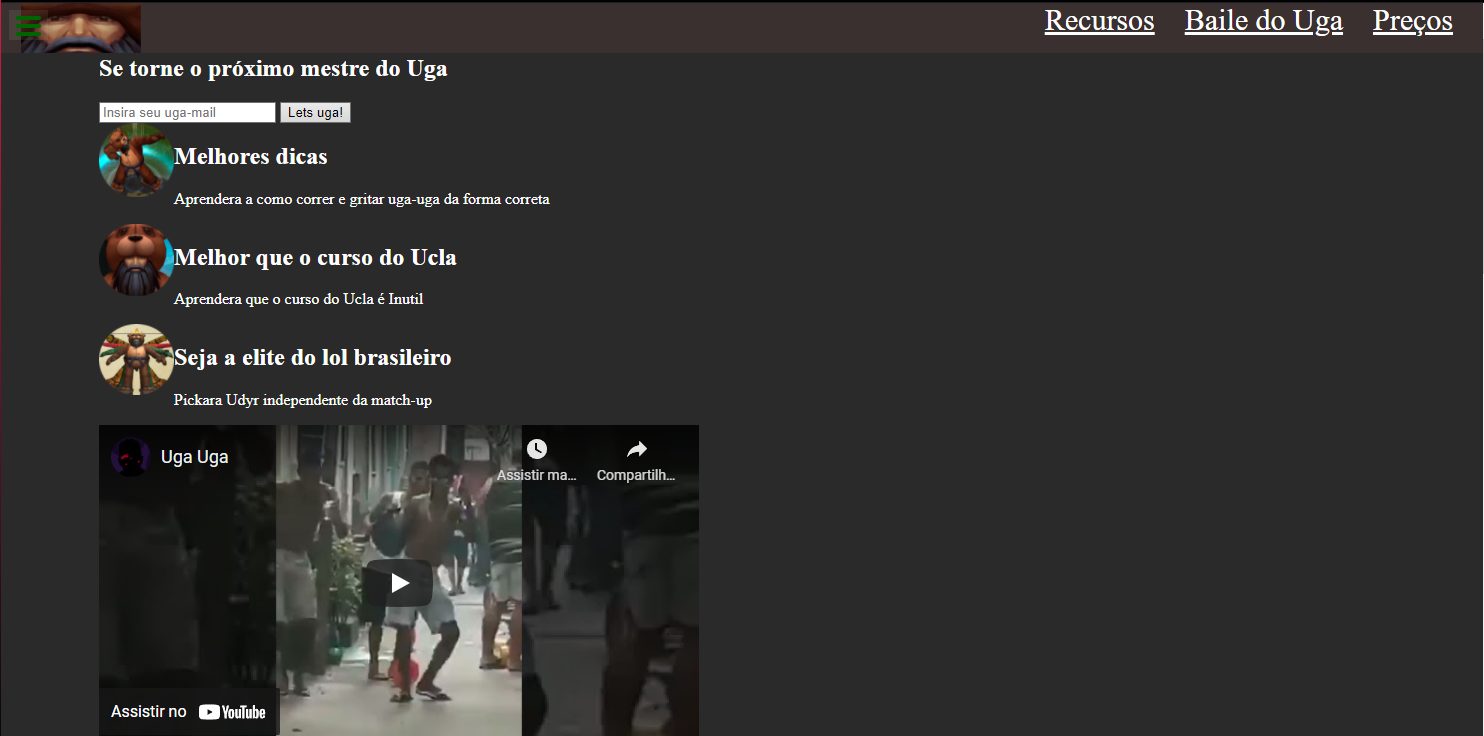 Recursos Baile do Uga Preços
Se torne o próximo mestre do Uga
Insira seu uga-mail Lets uga!
Melhores dicas
Aprendera a como correr e gritar uga-uga da forma correta
Melhor que o curso do Ucla
Aprendera que o curso do Ucla é Inutil
Seja a elite do lol brasileiro
Pickara Udyr independente da match-up
Uga Uga
Assistir ma... Compartilh...
Assistir no YouTube